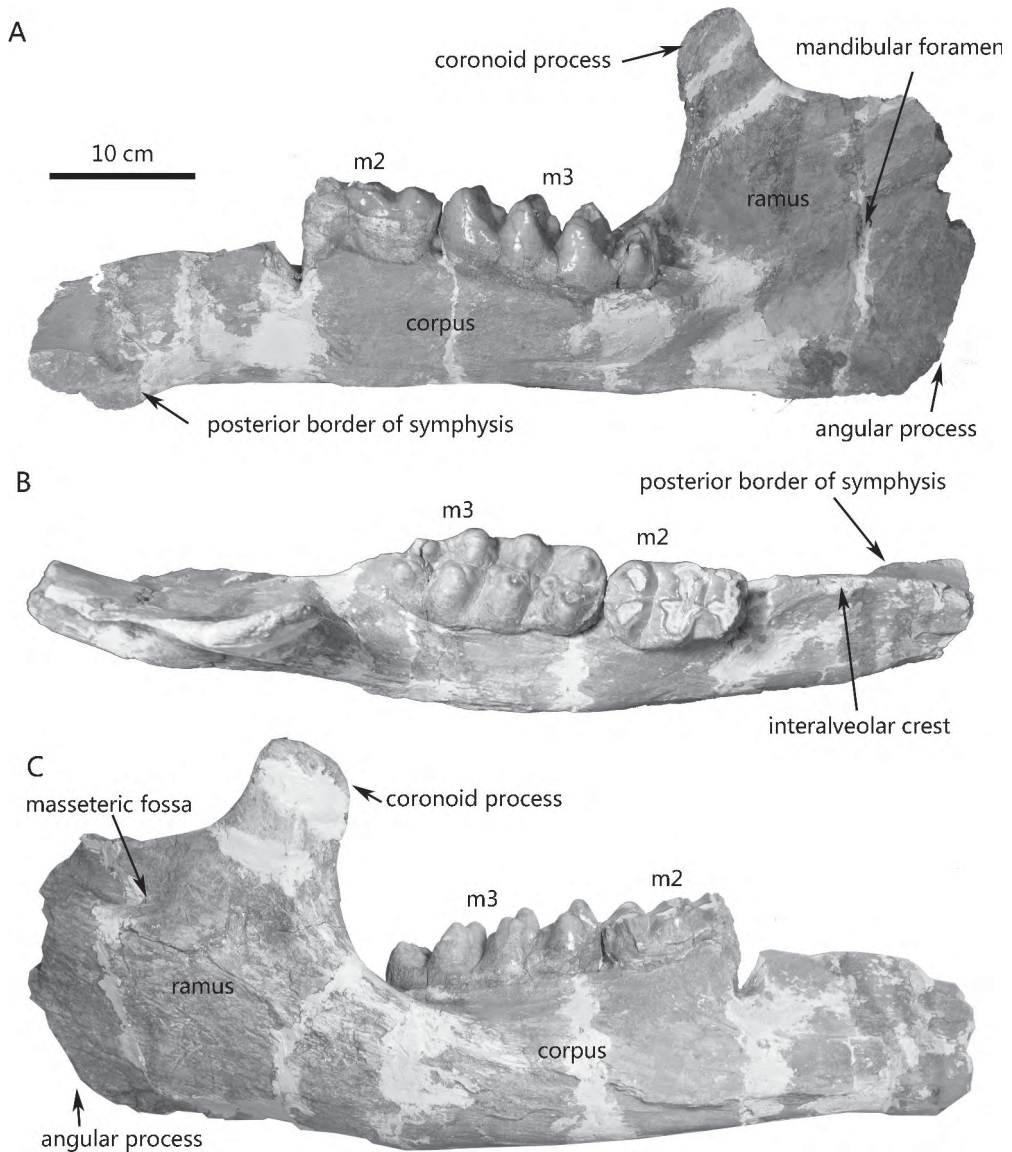 A
coronoid process
mandibular foramen
10 cm
m2
m3
ramus
corpus
posterior border of symphysis
angular process
B
posterior border of symphysis
m3
m2
interalveolar crest
C
masseteric fossa
coronoid process
m3
m2
ramus
corpus
angular process